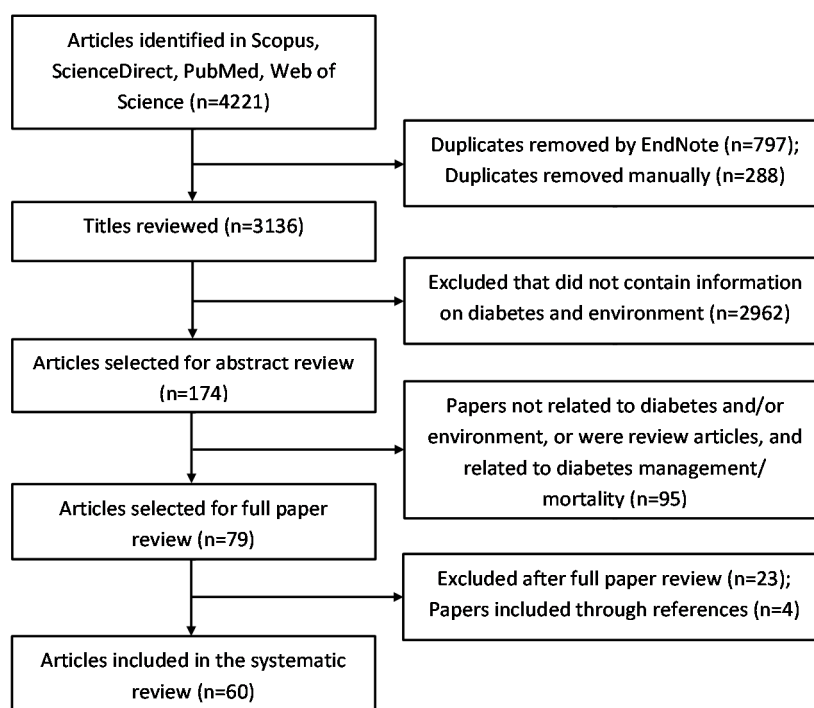 Articles identified in Scopus,
ScienceDirect, PubMed, Web of
Science (n=4221)
Duplicates removed by EndNote (n=797);
Duplicates removed manually (n=288)
Titles reviewed (n=3136)
Excluded that did not contain information
on diabetes and environment (n=2962)
Articles selected for abstract review
(n=174)
Papers not related to diabetes and/or
environment, or were review articles, and
related to diabetes management/
mortality (n=95)
Articles selected for full paper
review (n=79)
Excluded after full paper review (n=23);
Papers included through references (n=4)
Articles included in the systematic
review (n=60)